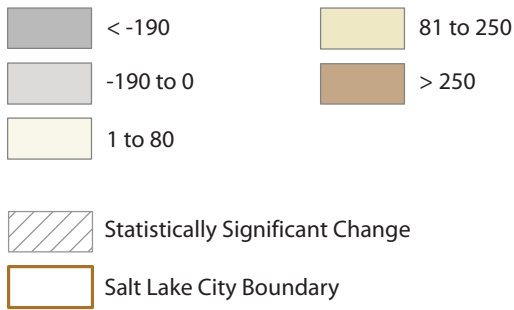 < -190
-190 to 0
1 to 80
81 to 250
> 250
Statistically Significant Change
Salt Lake City Boundary